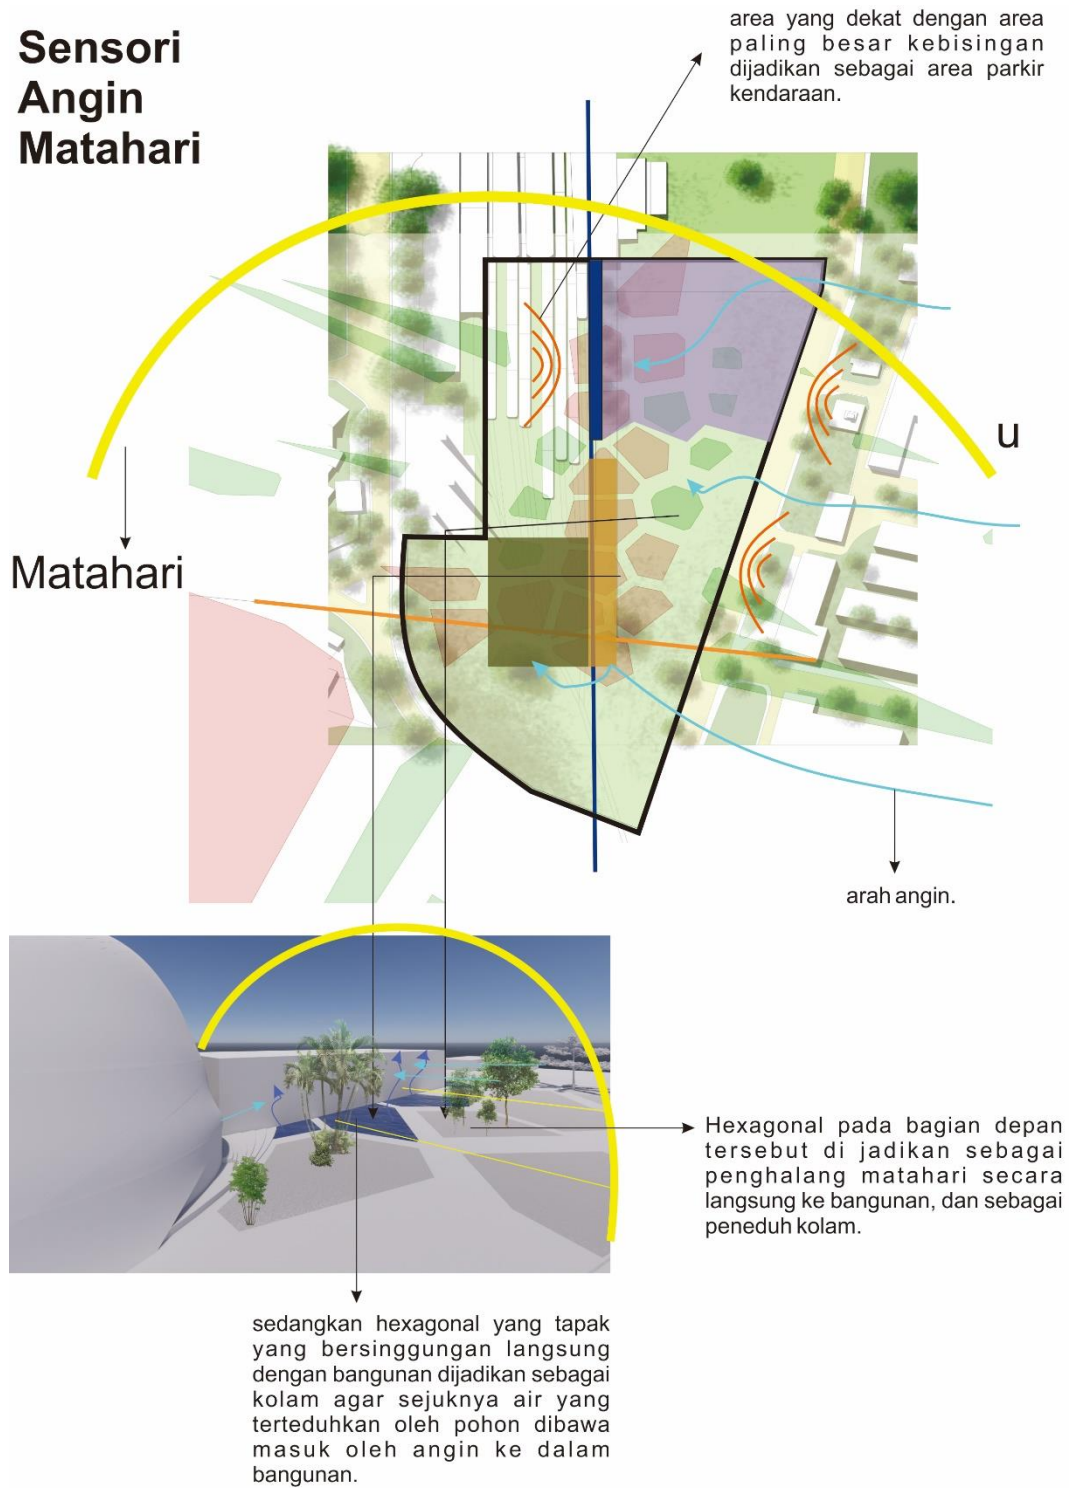 Sensori
Angin
Matahari
area yang dekat dengan area
paling besar kebisingan
dijadikan sebagai area parkir
kendaraan.
u
Matahari
arah angin.
Hexagonal pada bagian depan
tersebut di jadikan sebagai
penghalang matahari secara
langsung ke bangunan, dan sebagai
peneduh kolam.
sedangkan hexagonal yang tapak
yang bersinggungan langsung
dengan bangunan dijadikan sebagai
kolam agar sejuknya air yang
terteduhkan oleh pohon dibawa
masuk oleh angin ke dalam
bangunan.